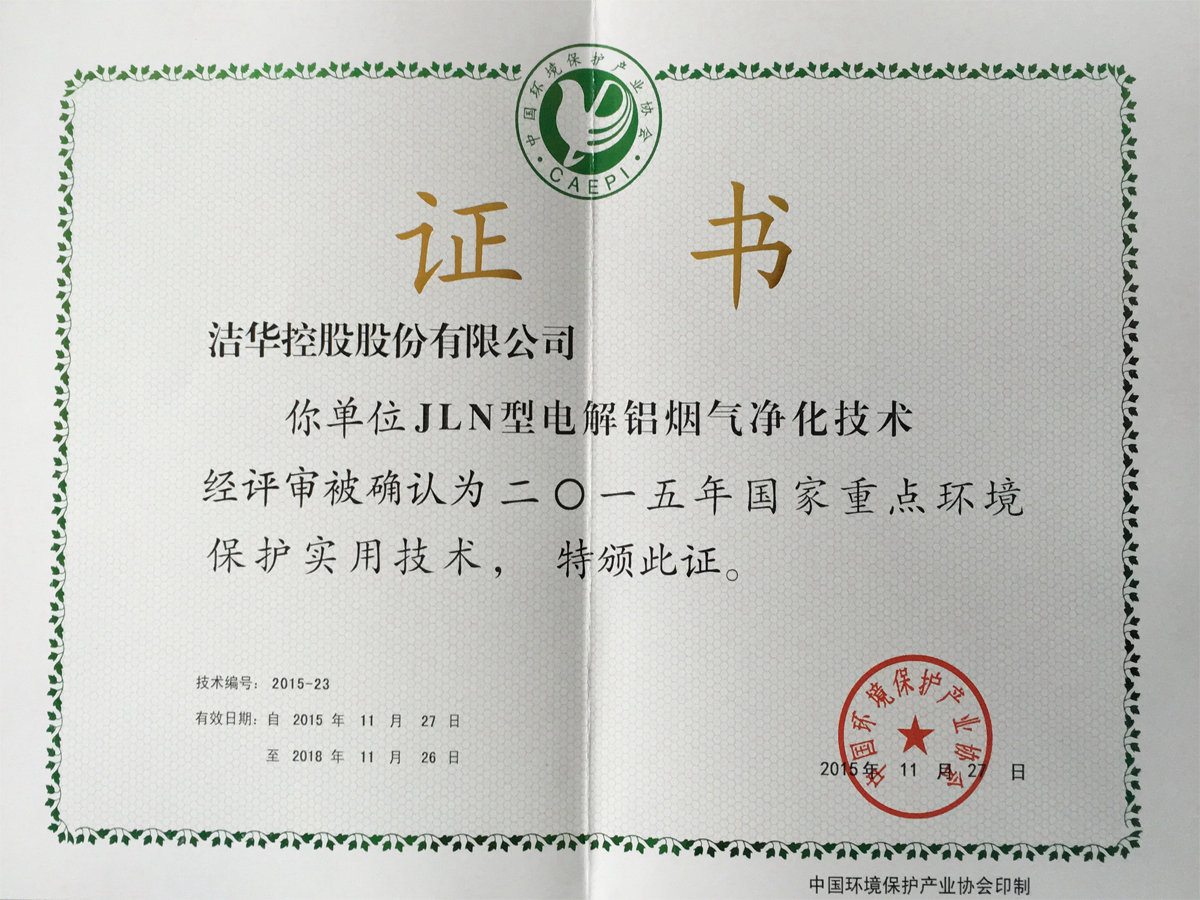 中国环境保护产业协会
CAEPI
证书
洁华控股股份有限公司
你单位JLN型电解铝烟气净化技术
经评审被确认为二〇一五年国家重点环境
保护实用技术，特颁此证。
技术编号：2015-23
有效日期：自 2015 年 11 月 27 日
至 2018 年 11 月 26 日
中国环境保护产业协会
2015 年 11 月 27 日
中国环境保护产业协会印制